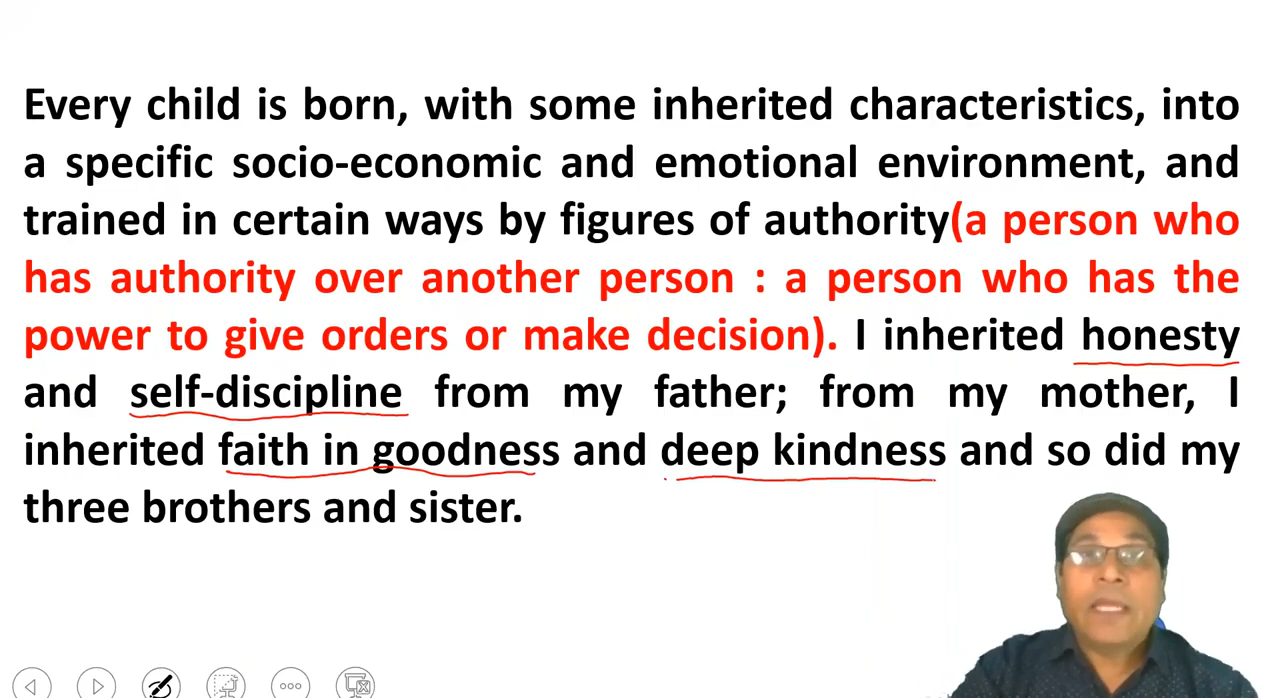 Every child is born, with some inherited characteristics, into
a specific socio-economic and emotional environment, and
trained in certain ways by figures of authority(a person who
has authority over another person : a person who has the
power to give orders or make decision). I inherited honesty
and self-discipline from my father; from my mother, I
inherited faith in goodness and deep kindness and so did my
three brothers and sister.